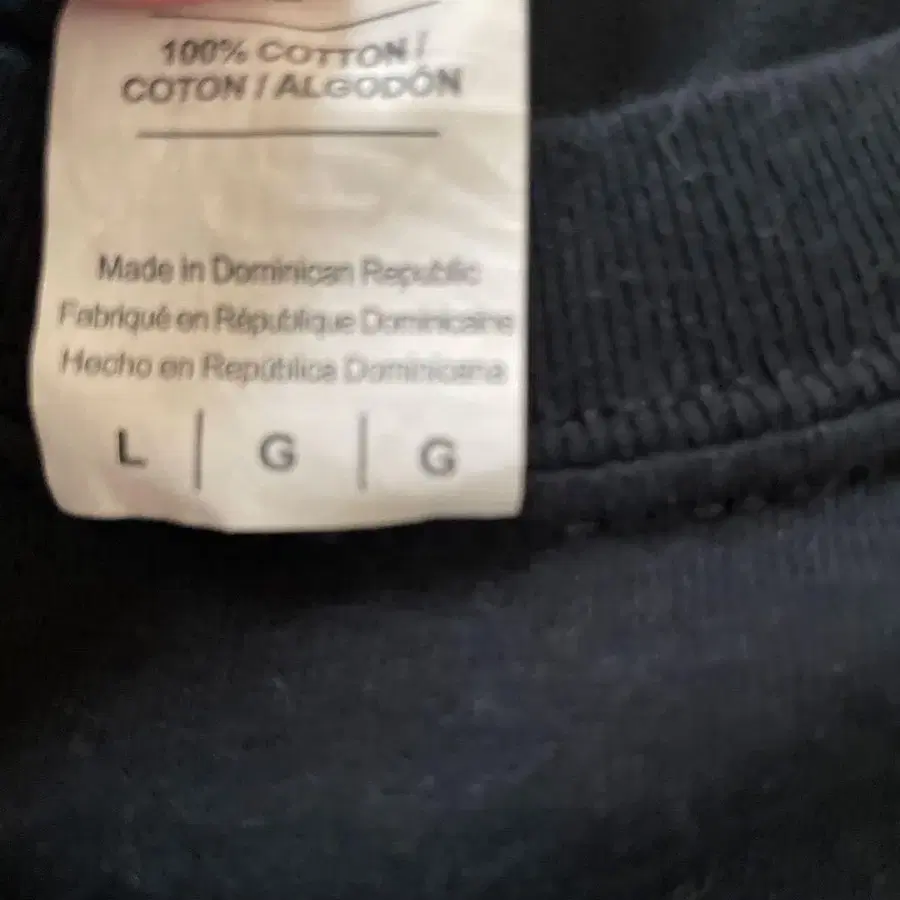 100% COTTON /
COTON / ALGODÓN
Made in Dominican Republic
Fabriqué en République Dominicaine
Hecho en República Dominicana
L | G | G